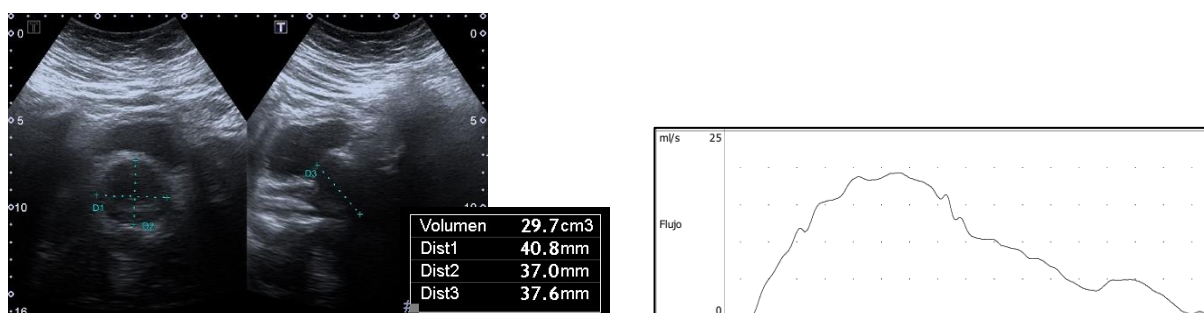 T
T
0
0
5
5
D3
D1
D2
10
10
16
Volumen 29.7cm3
Dist1 40.8mm
Dist2 37.0mm
Dist3 37.6mm
ml/s
25
Flujo
0